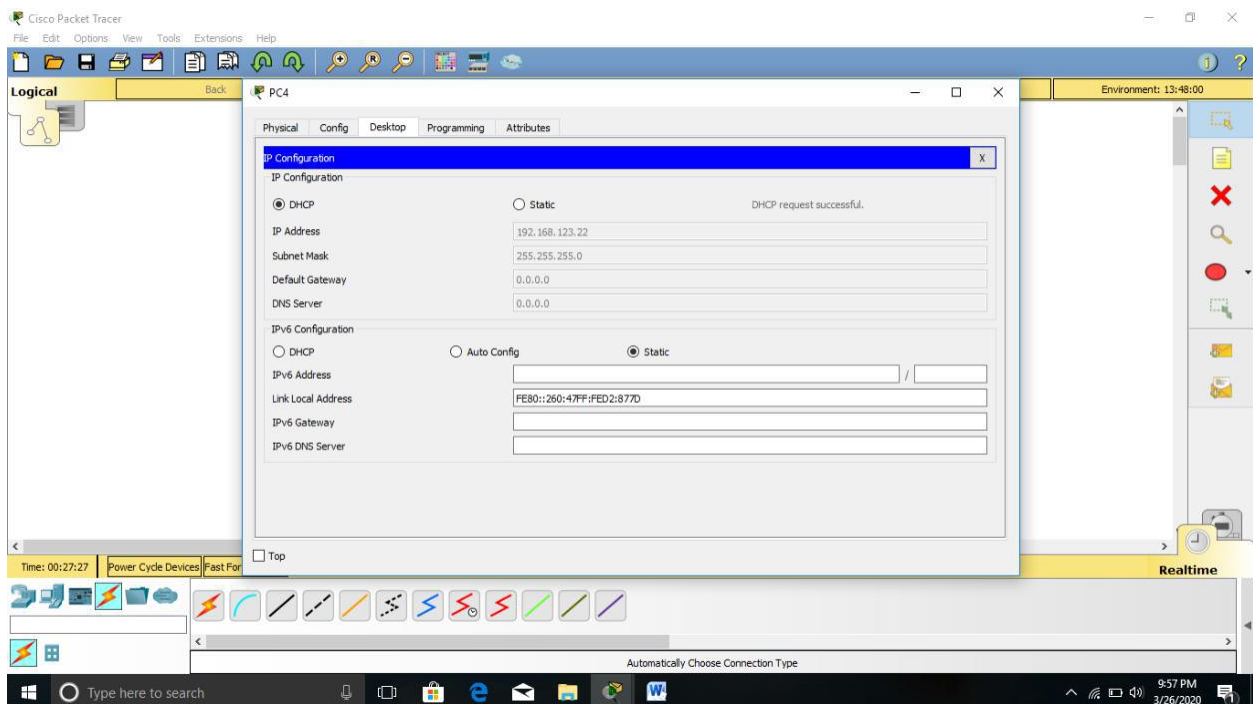 Cisco Packet Tracer
File Edit Options View Tools Extensions Help
Logical Back Environment: 13:48:00
PC4
Physical Config Desktop Programming Attributes
IP Configuration X
IP Configuration
DHCP Static DHCP request successful.
IP Address 192.168.123.22
Subnet Mask 255.255.255.0
Default Gateway 0.0.0.0
DNS Server 0.0.0.0
IPv6 Configuration
DHCP Auto Config Static
IPv6 Address /
Link Local Address FE80::260:47FF:FED2:877D
IPv6 Gateway
IPv6 DNS Server
Top
Time: 00:27:27 Power Cycle Devices Fast For
Realtime
Automatically Choose Connection Type
Type here to search
9:57 PM
3/26/2020